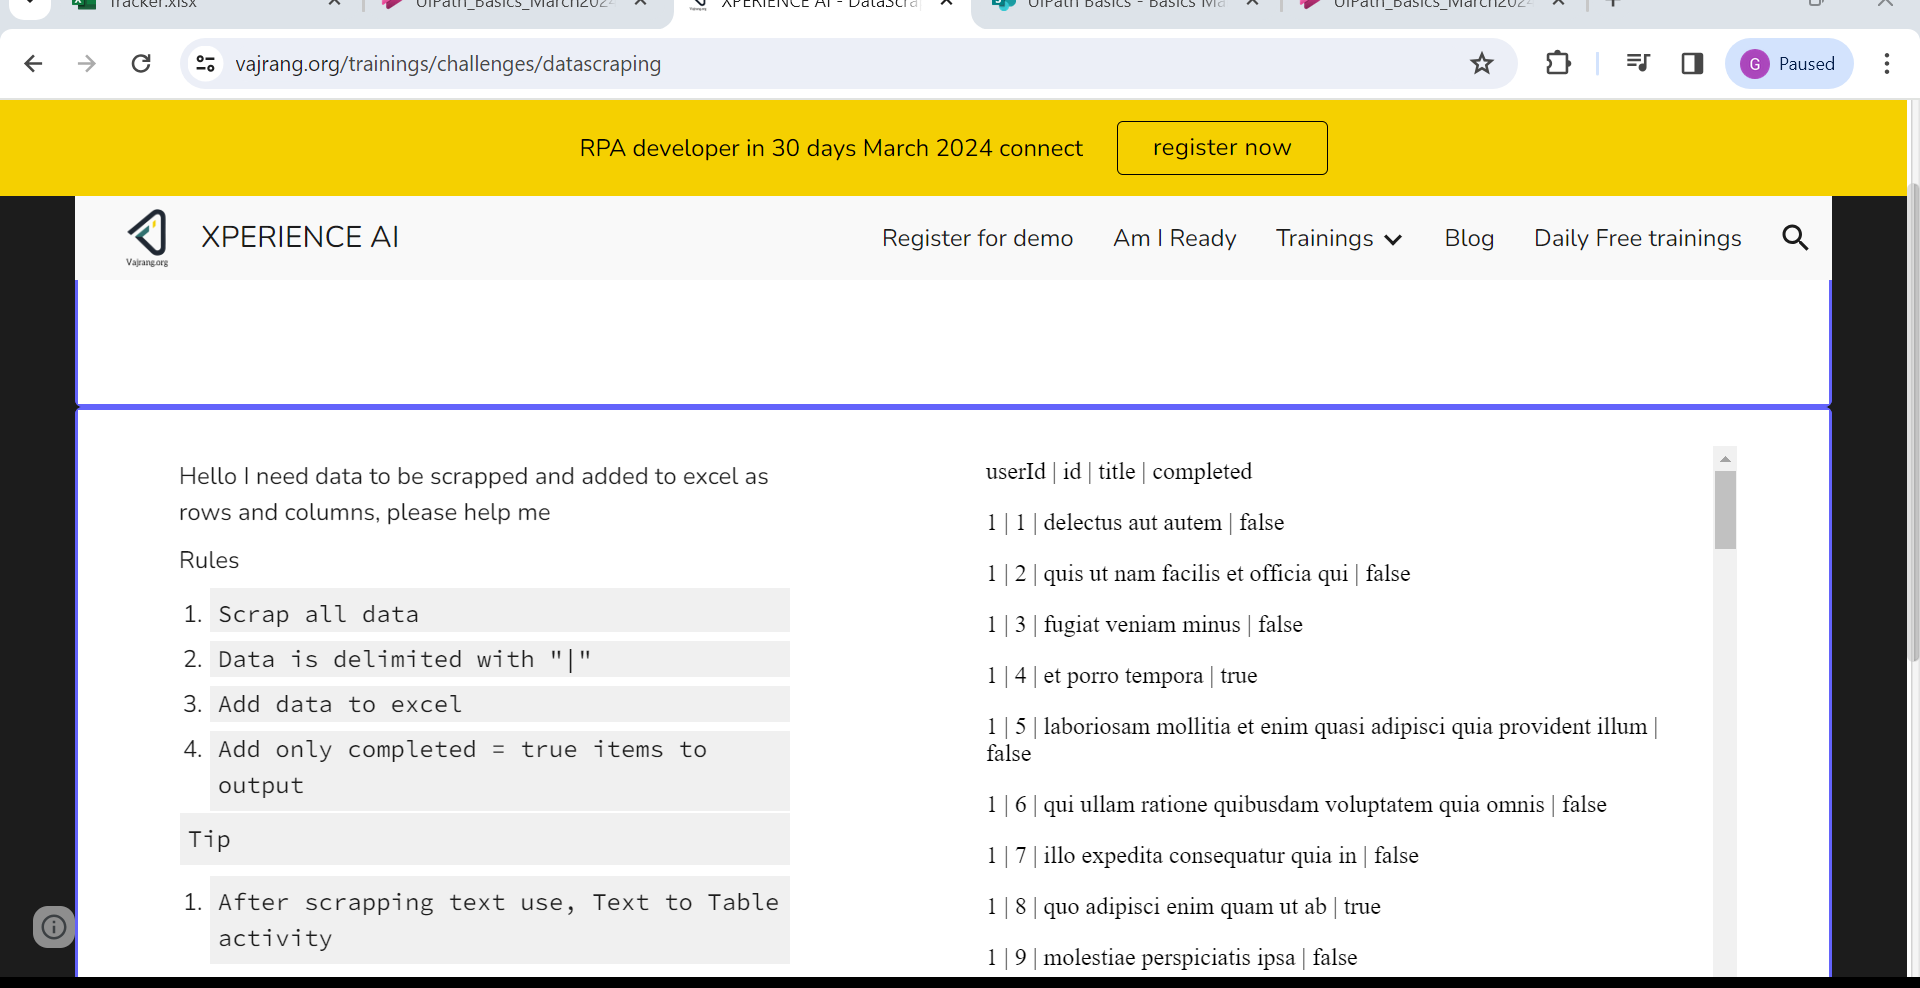 Tracker.xlsx
UiPath_Basics_March2024
XPERIENCE AI - DataScra
UiPath Basics - Basics Ma
UiPath_Basics_March2024
vajrang.org/trainings/challenges/datascraping
G Paused
RPA developer in 30 days March 2024 connect
register now
Vajrang.org
XPERIENCE AI
Register for demo
Am I Ready
Trainings
Blog
Daily Free trainings
Hello I need data to be scrapped and added to excel as
rows and columns, please help me
Rules
1. Scrap all data
2. Data is delimited with "|"
3. Add data to excel
4. Add only completed = true items to
output
Tip
1. After scrapping text use, Text to Table
activity
userId | id | title | completed
1 | 1 | delectus aut autem | false
1 | 2 | quis ut nam facilis et officia qui | false
1 | 3 | fugiat veniam minus | false
1 | 4 | et porro tempora | true
1 | 5 | laboriosam mollitia et enim quasi adipisci quia provident illum |
false
1 | 6 | qui ullam ratione quibusdam voluptatem quia omnis | false
1 | 7 | illo expedita consequatur quia in | false
1 | 8 | quo adipisci enim quam ut ab | true
1 | 9 | molestiae perspiciatis ipsa | false